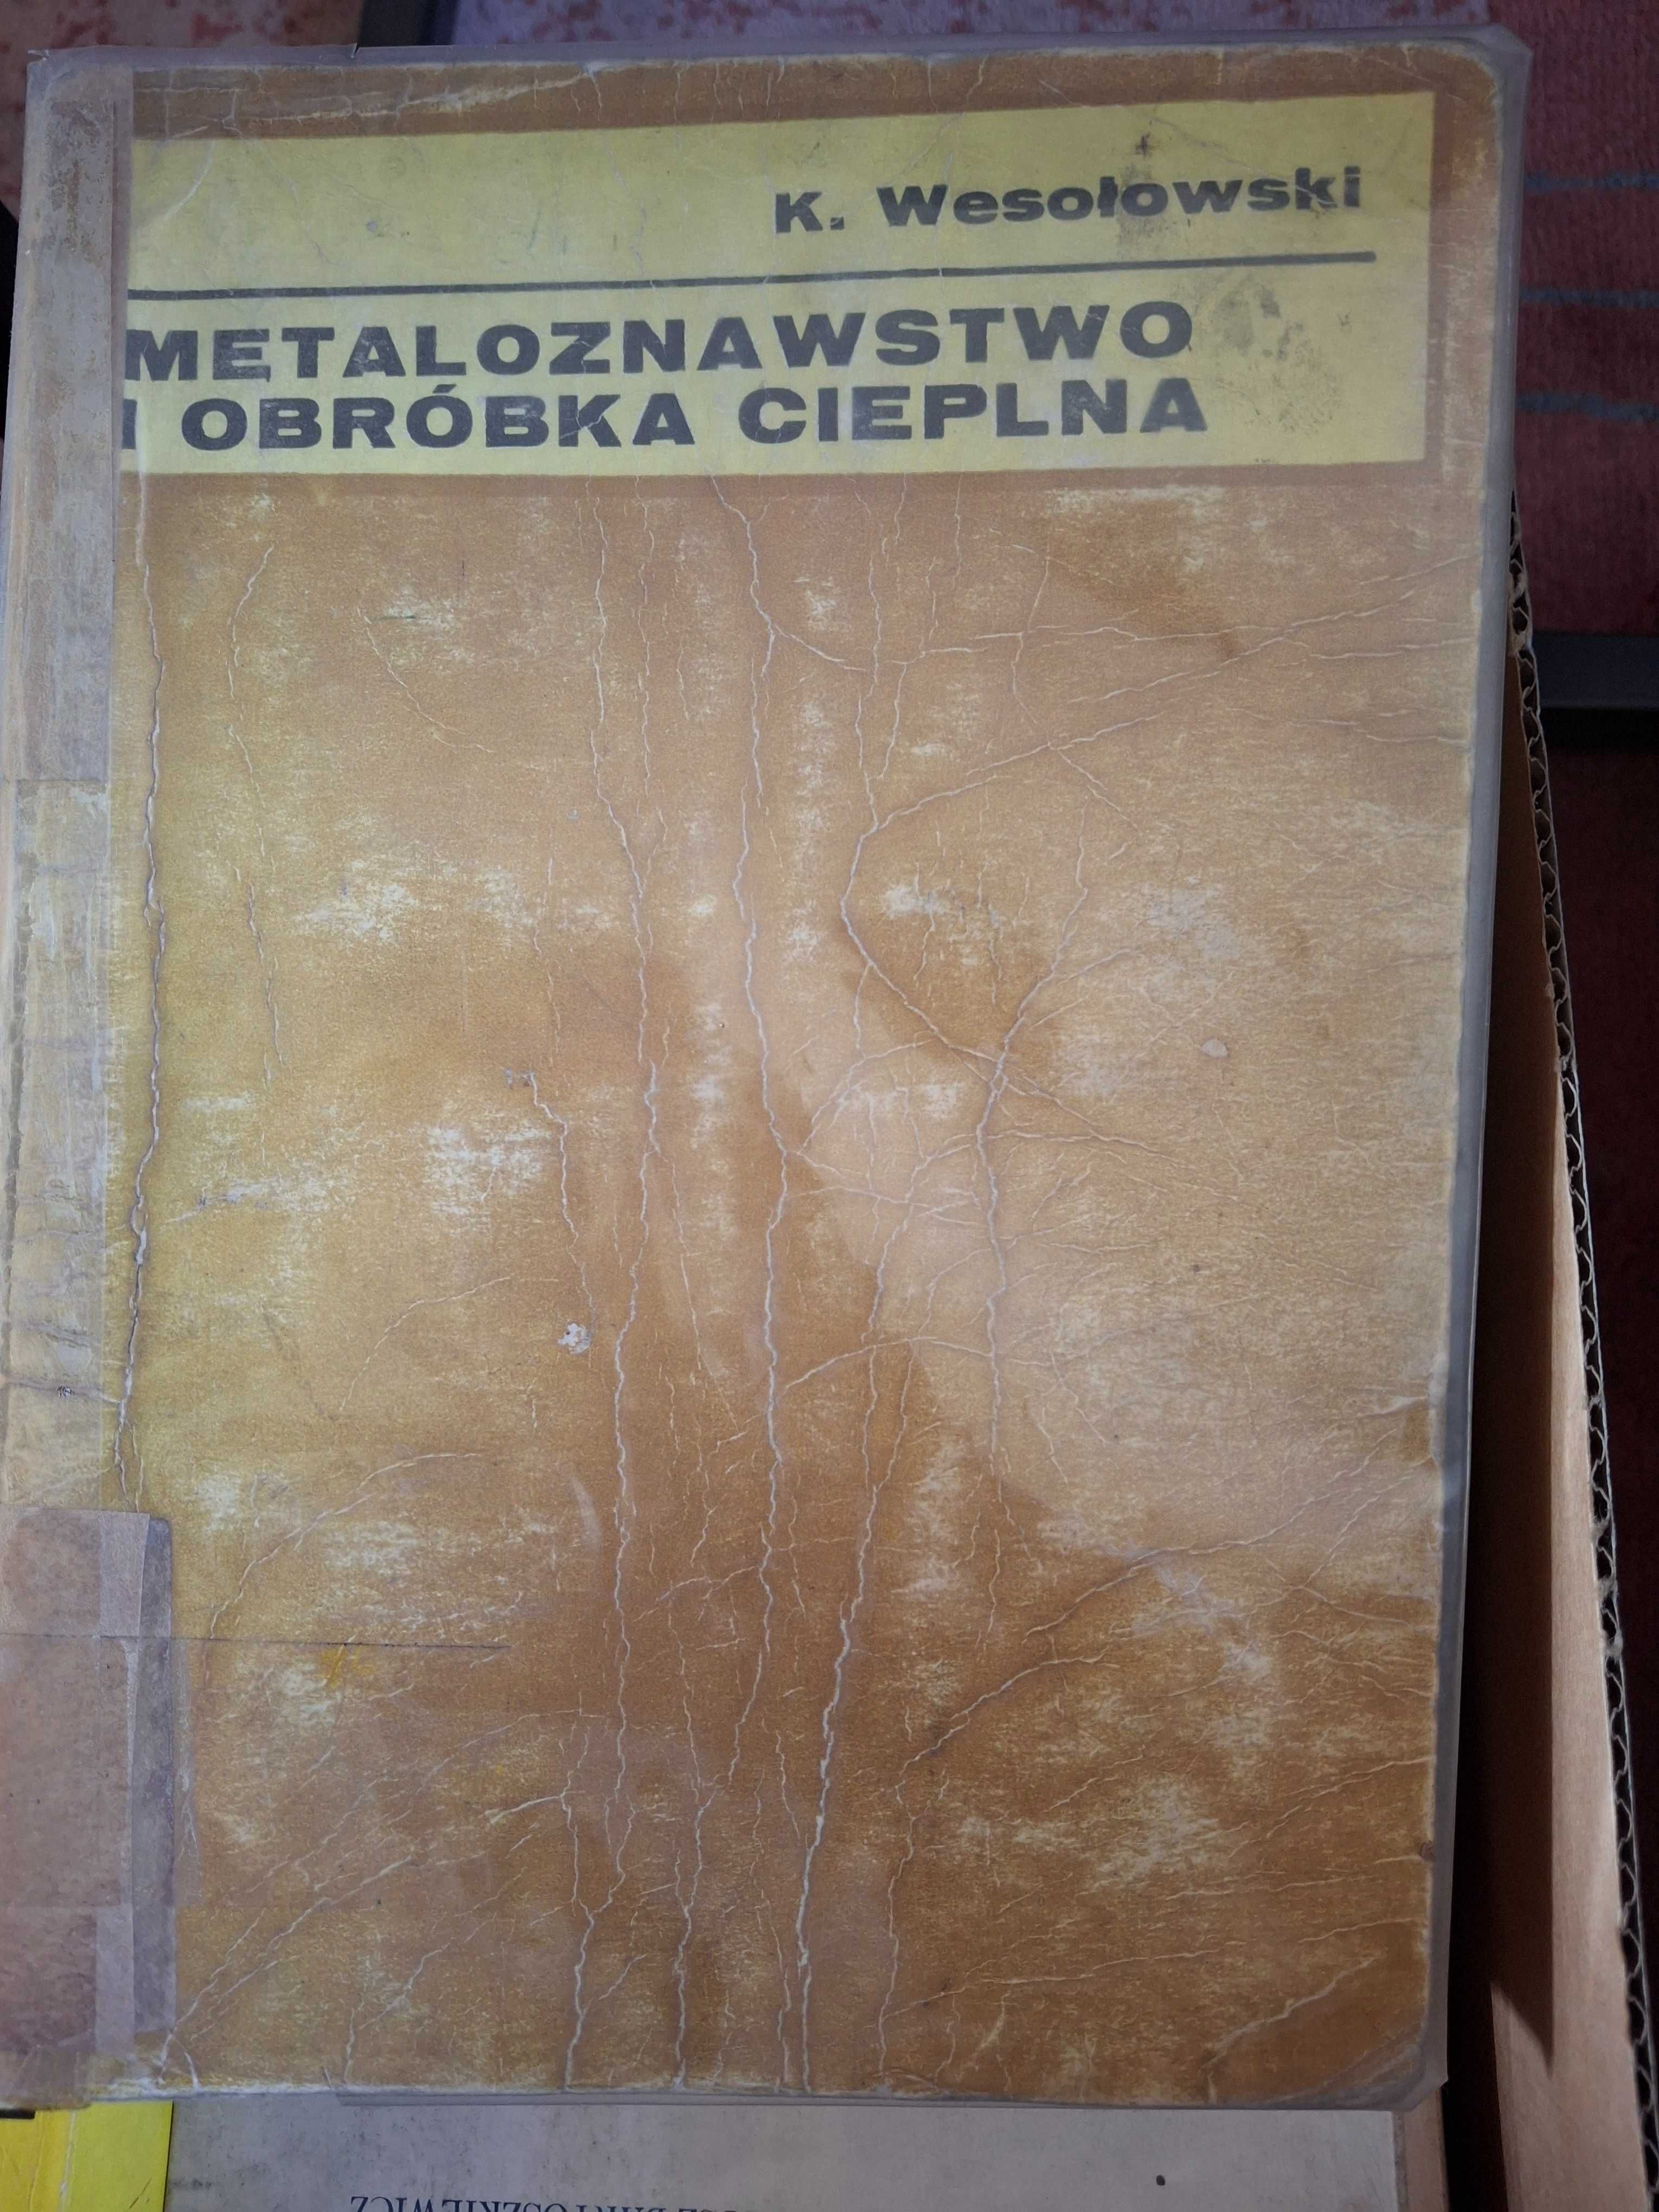 K. Wesołowski
METALOZNAWSTWO
I OBRÓBKA CIEPLNA